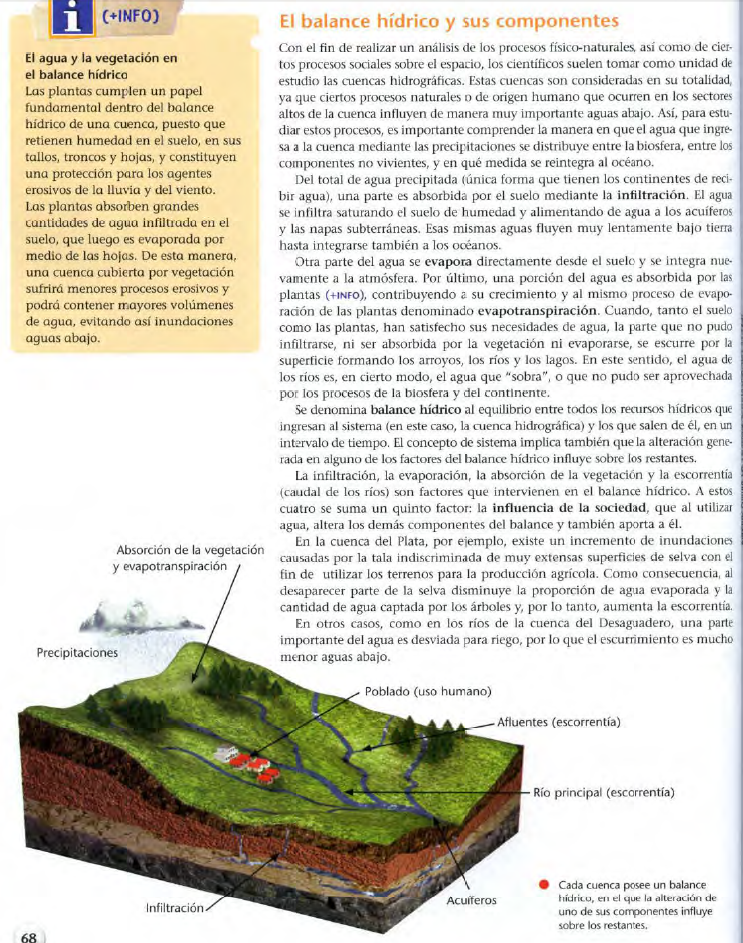 i (+INFO)
El agua y la vegetación en
el balance hídrico
Las plantas cumplen un papel
fundamental dentro del balance
hídrico de una cuenca, puesto que
retienen humedad en el suelo, en sus
tallos, troncos y hojas, y constituyen
una protección para los agentes
erosivos de la lluvia y del viento.
Las plantas absorben grandes
cantidades de agua infiltrada en el
suelo, que luego es evaporada por
medio de las hojas. De esta manera,
una cuenca cubierta por vegetación
sufrirá menores procesos erosivos y
podrá contener mayores volúmenes
de agua, evitando así inundaciones
aguas abajo.
El balance hídrico y sus componentes
Con el fin de realizar un análisis de los procesos físico-naturales, así como de cier-
tos procesos sociales sobre el espacio, los científicos suelen tomar como unidad de
estudio las cuencas hidrográficas. Estas cuencas son consideradas en su totalidad,
ya que ciertos procesos naturales o de origen humano que ocurren en los sectores
altos de la cuenca influyen de manera muy importante aguas abajo. Así, para estu-
diar estos procesos, es importante comprender la manera en que el agua que ingre-
sa a la cuenca mediante las precipitaciones se distribuye entre la biosfera, entre los
componentes no vivientes, y en qué medida se reintegra al océano.
Del total de agua precipitada (única forma que tienen los continentes de reci-
bir agua), una parte es absorbida por el suelo mediante la infiltración. El agua
se infiltra saturando el suelo de humedad y alimentando de agua a los acuíferos
y las napas subterráneas. Esas mismas aguas fluyen muy lentamente bajo tierra
hasta integrarse también a los océanos.
Otra parte del agua se evapora directamente desde el suelo y se integra nue-
vamente a la atmósfera. Por último, una porción del agua es absorbida por las
plantas (+INFO), contribuyendo a su crecimiento y al mismo proceso de evapo-
ración de las plantas denominado evapotranspiración. Cuando, tanto el suelo
como las plantas, han satisfecho sus necesidades de agua, la parte que no pudo
infiltrarse, ni ser absorbida por la vegetación ni evaporarse, se escurre por la
superficie formando los arroyos, los ríos y los lagos. En este sentido, el agua de
los ríos es, en cierto modo, el agua que "sobra", o que no pudo ser aprovechada
por los procesos de la biosfera y del continente.
Se denomina balance hídrico al equilibrio entre todos los recursos hídricos que
ingresan al sistema (en este caso, la cuenca hidrográfica) y los que salen de él, en un
intervalo de tiempo. El concepto de sistema implica también que la alteración gene-
rada en alguno de los factores del balance hídrico influye sobre los restantes.
La infiltración, la evaporación, la absorción de la vegetación y la escorrentía
(caudal de los ríos) son factores que intervienen en el balance hídrico. A estos
cuatro se suma un quinto factor: la influencia de la sociedad, que al utilizar
agua, altera los demás componentes del balance y también aporta a él.
En la cuenca del Plata, por ejemplo, existe un incremento de inundaciones
causadas por la tala indiscriminada de muy extensas superficies de selva con el
fin de utilizar los terrenos para la producción agrícola. Como consecuencia, al
desaparecer parte de la selva disminuye la proporción de agua evaporada y la
cantidad de agua captada por los árboles y, por lo tanto, aumenta la escorrentía.
En otros casos, como en los ríos de la cuenca del Desaguadero, una parte
importante del agua es desviada para riego, por lo que el escurrimiento es mucho
menor aguas abajo.
Absorción de la vegetación
y evapotranspiración
Precipitaciones
Poblado (uso humano)
Afluentes (escorrentía)
Río principal (escorrentía)
Acuíferos
Infiltración
Cada cuenca posee un balance
hídrico, en el que la alteración de
uno de sus componentes influye
sobre los restantes.
68